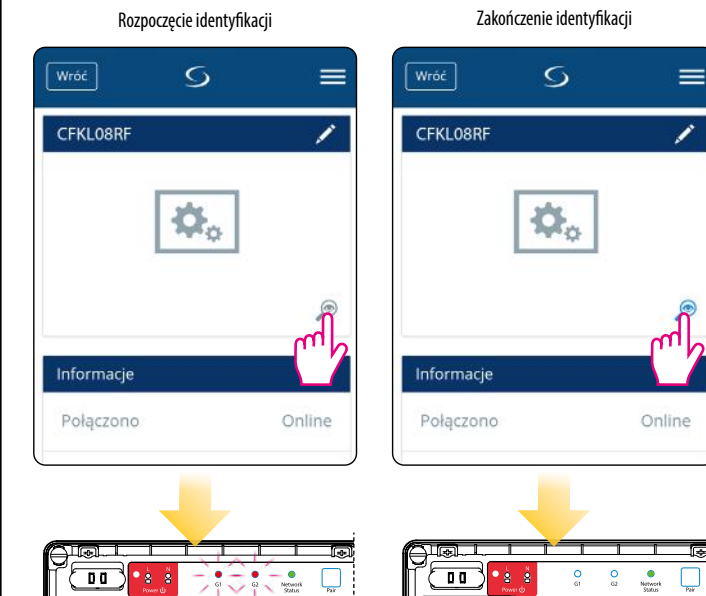 Rozpoczęcie identyfikacji
Wróć
CFKL08RF
Informacje
Połączono Online
L N
Power
G1
G2
Network
Status
Pair
Zakończenie identyfikacji
Wróć
CFKL08RF
Informacje
Połączono Online
L N
Power
G1
G2
Network
Status
Pair